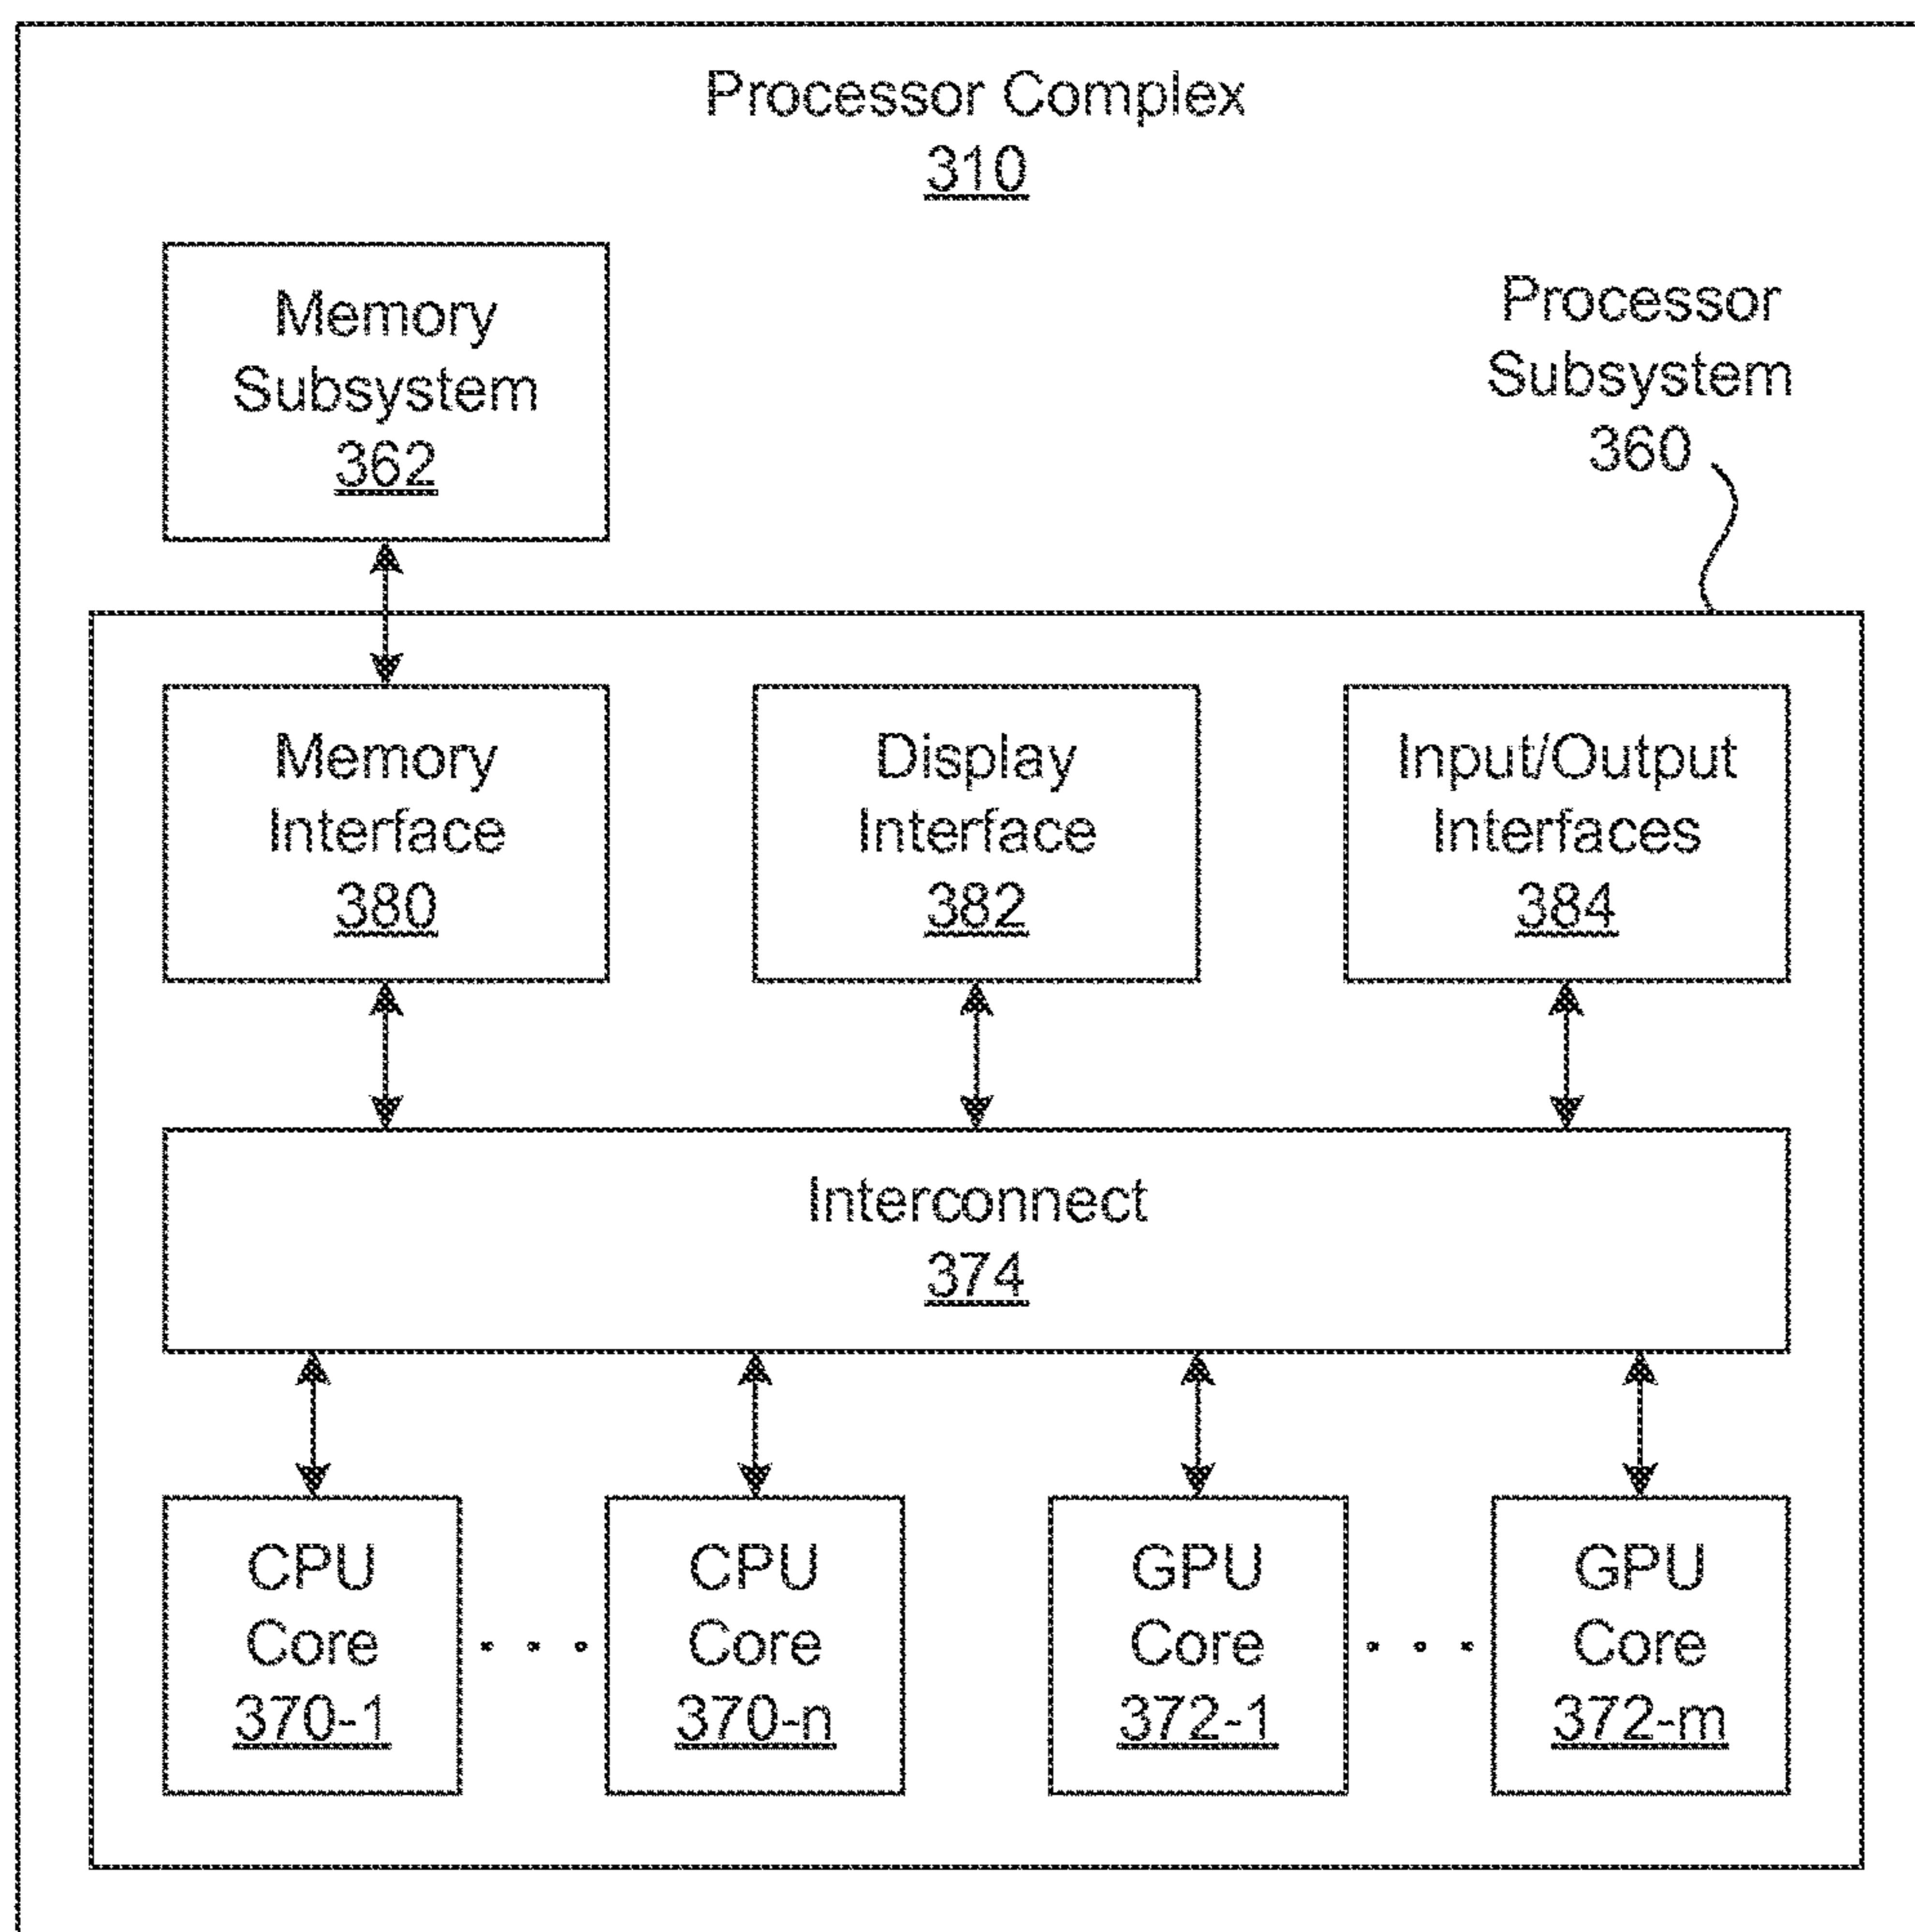 Processor Complex
310
Memory
Subsystem
362
Processor
Subsystem
360
Memory
Interface
380
Display
Interface
382
Input/Output
Interfaces
384
Interconnect
374
CPU
Core
370-1
. . .
CPU
Core
370-n
GPU
Core
372-1
. . .
GPU
Core
372-m